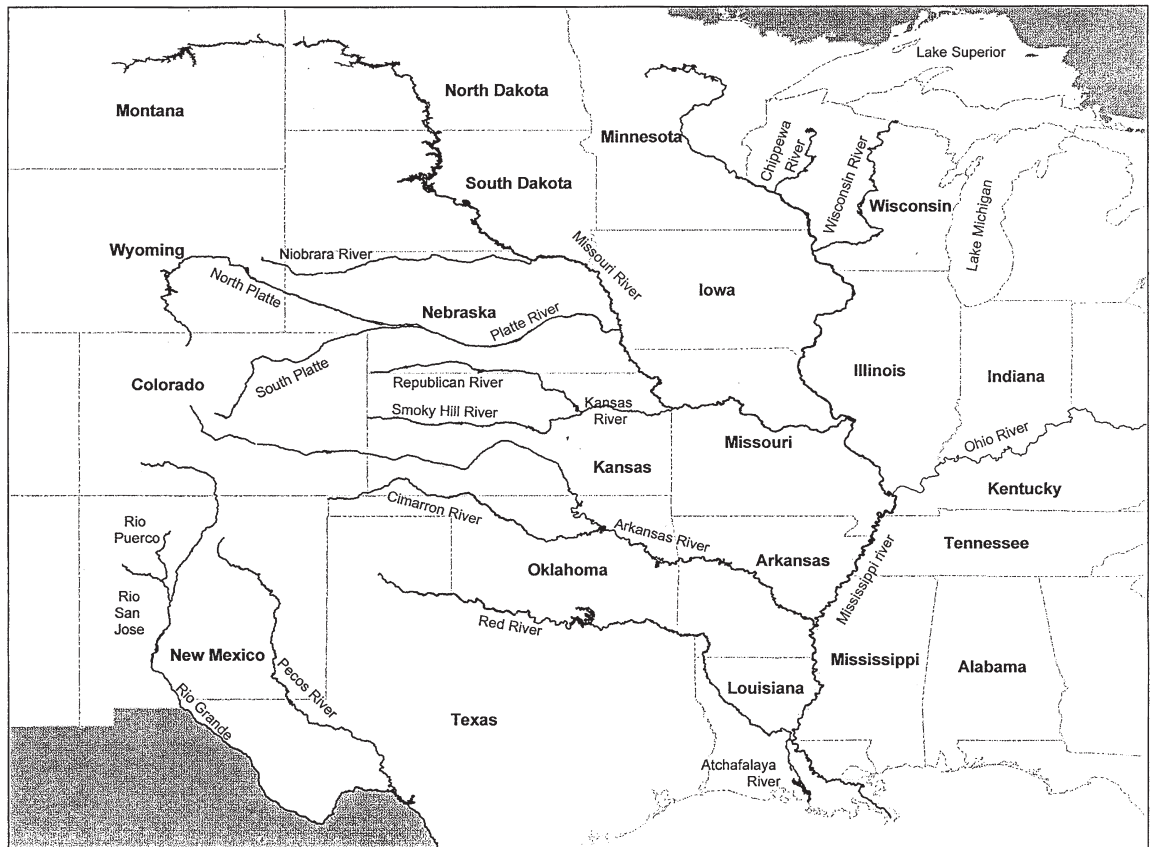 Lake Superior
Montana
North Dakota
Minnesota
Chippewa
River
Wisconsin River
South Dakota
Wisconsin
Lake Michigan
Wyoming
Niobrara River
Missouri River
North Platte
Iowa
Nebraska
Platte River
South Platte
Colorado
Republican River
Illinois
Indiana
Smoky Hill River
Kansas
River
Missouri
Ohio River
Kansas
Kentucky
Cimarron River
Rio
Puerco
Arkansas River
Tennessee
Arkansas
Mississippi river
Oklahoma
Rio
San
Jose
Red River
New Mexico
Pecos River
Mississippi
Alabama
Louisiana
Rio Grande
Texas
Atchafalaya
River